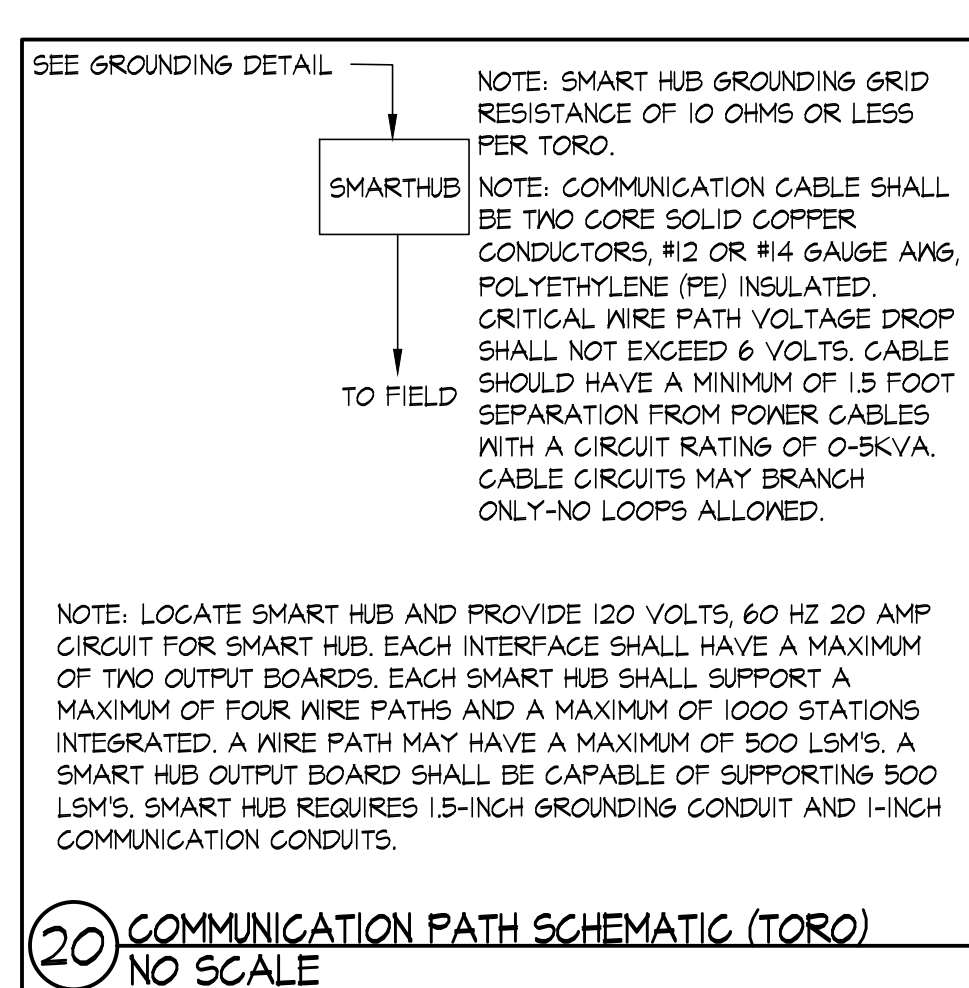 SEE GROUNDING DETAIL
NOTE: SMART HUB GROUNDING GRID
RESISTANCE OF 10 OHMS OR LESS
PER TORO.
SMARTHUB
NOTE: COMMUNICATION CABLE SHALL
BE TWO CORE SOLID COPPER
CONDUCTORS, #12 OR #14 GAUGE AWG,
POLYETHYLENE (PE) INSULATED.
CRITICAL WIRE PATH VOLTAGE DROP
SHALL NOT EXCEED 6 VOLTS. CABLE
SHOULD HAVE A MINIMUM OF 1.5 FOOT
SEPARATION FROM POWER CABLES
WITH A CIRCUIT RATING OF 0-5KVA.
CABLE CIRCUITS MAY BRANCH
ONLY-NO LOOPS ALLOWED.
TO FIELD
NOTE: LOCATE SMART HUB AND PROVIDE 120 VOLTS, 60 HZ 20 AMP
CIRCUIT FOR SMART HUB. EACH INTERFACE SHALL HAVE A MAXIMUM
OF TWO OUTPUT BOARDS. EACH SMART HUB SHALL SUPPORT A
MAXIMUM OF FOUR WIRE PATHS AND A MAXIMUM OF 1000 STATIONS
INTEGRATED. A WIRE PATH MAY HAVE A MAXIMUM OF 500 LSM'S. A
SMART HUB OUTPUT BOARD SHALL BE CAPABLE OF SUPPORTING 500
LSM'S. SMART HUB REQUIRES 1.5-INCH GROUNDING CONDUIT AND 1-INCH
COMMUNICATION CONDUITS.
20 COMMUNICATION PATH SCHEMATIC (TORO)
NO SCALE